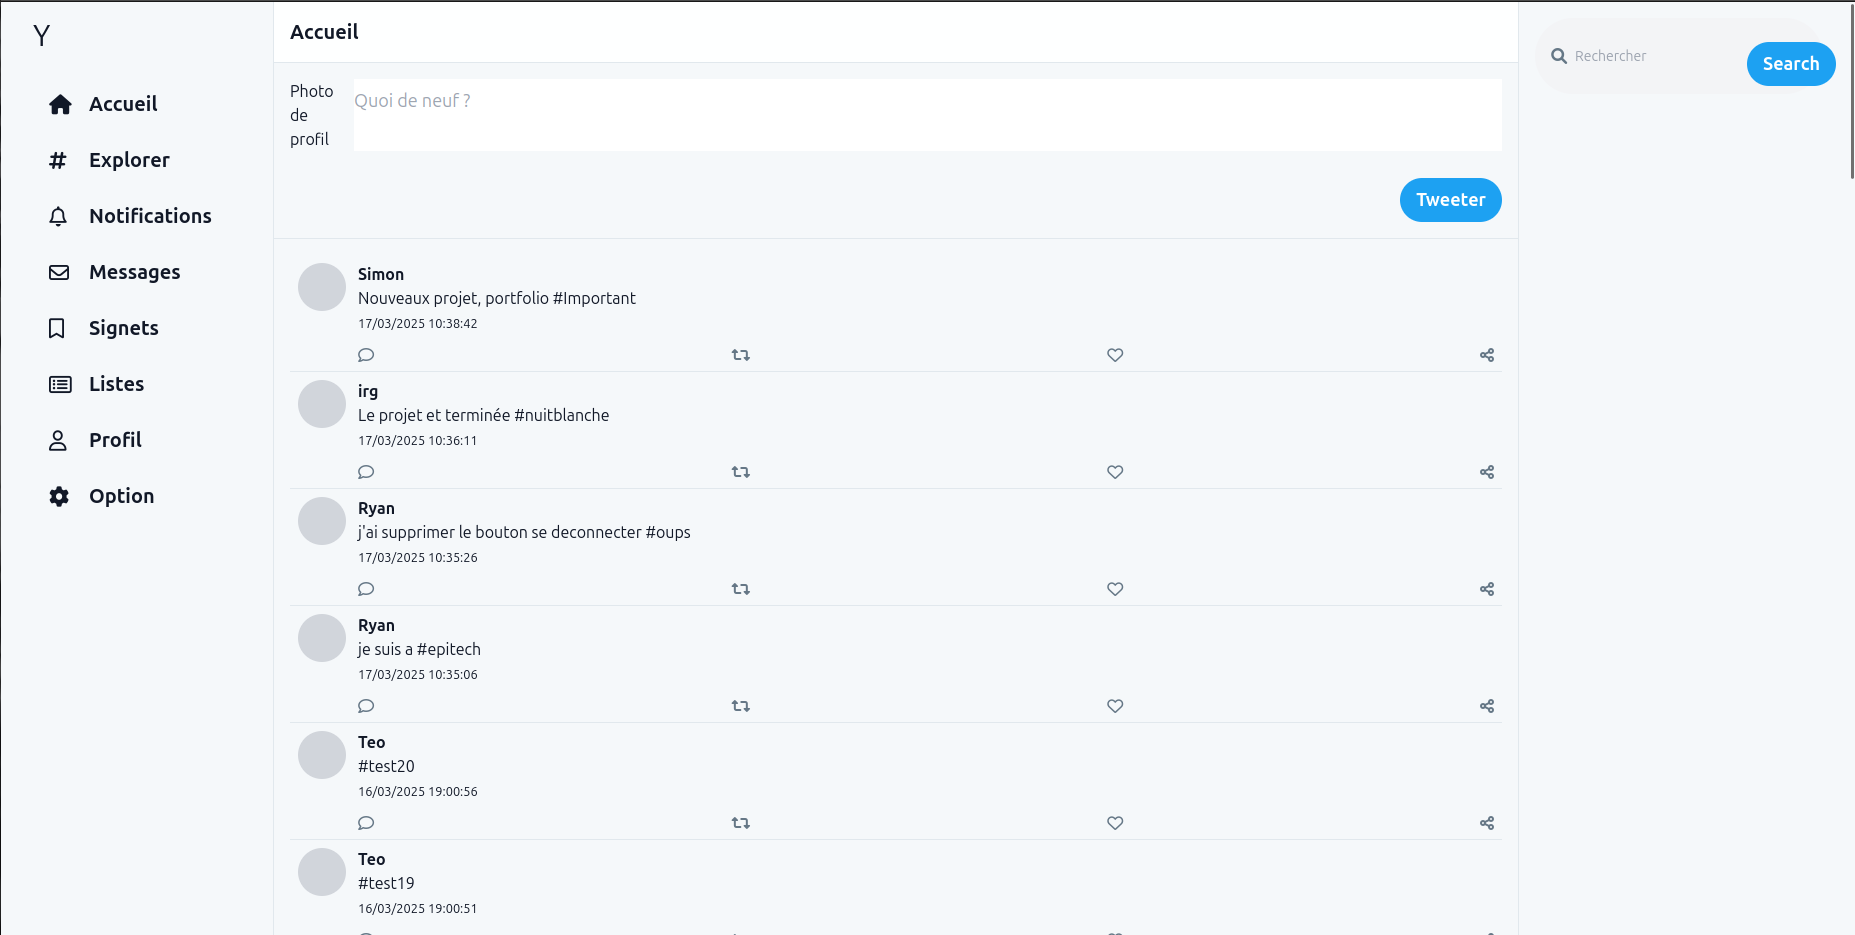 Y
Accueil
Explorer
Notifications
Messages
Signets
Listes
Profil
Option
Accueil
Photo
de
profil
Quoi de neuf ?
Tweeter
Simon
Nouveaux projet, portfolio #Important
17/03/2025 10:38:42
irg
Le projet et terminée #nuitblanche
17/03/2025 10:36:11
Ryan
j'ai supprimer le bouton se deconnecter #oups
17/03/2025 10:35:26
Ryan
je suis a #epitech
17/03/2025 10:35:06
Teo
#test20
16/03/2025 19:00:56
Teo
#test19
16/03/2025 19:00:51
Rechercher
Search